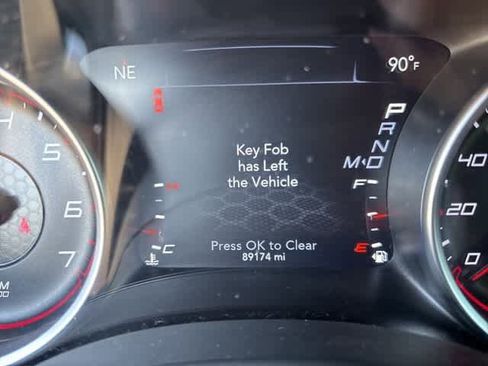 NE
90°F
P
R
N
M D
Key Fob
has Left
the Vehicle
H
F
C
E
Press OK to Clear
89174 mi
5
6
7
40
20
0